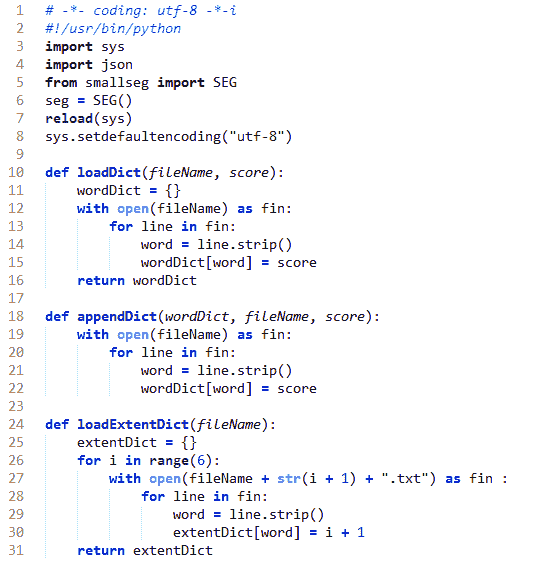 1 # -*- coding: utf-8 -*-i
2 #!/usr/bin/python
3 import sys
4 import json
5 from smallseg import SEG
6 seg = SEG()
7 reload(sys)
8 sys.setdefaultencoding("utf-8")
9
10 def loadDict(fileName, score):
11     wordDict = {}
12     with open(fileName) as fin:
13         for line in fin:
14             word = line.strip()
15             wordDict[word] = score
16     return wordDict
17
18 def appendDict(wordDict, fileName, score):
19     with open(fileName) as fin:
20         for line in fin:
21             word = line.strip()
22             wordDict[word] = score
23
24 def loadExtentDict(fileName):
25     extentDict = {}
26     for i in range(6):
27         with open(fileName + str(i + 1) + ".txt") as fin :
28             for line in fin:
29                 word = line.strip()
30                 extentDict[word] = i + 1
31     return extentDict